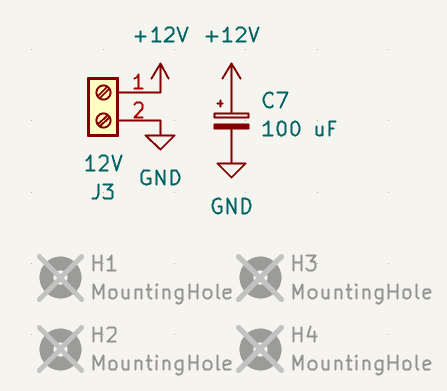 +12V +12V
1
2
C7
100 uF
12V
J3
GND
GND
+
H1
MountingHole
H3
MountingHole
H2
MountingHole
H4
MountingHole